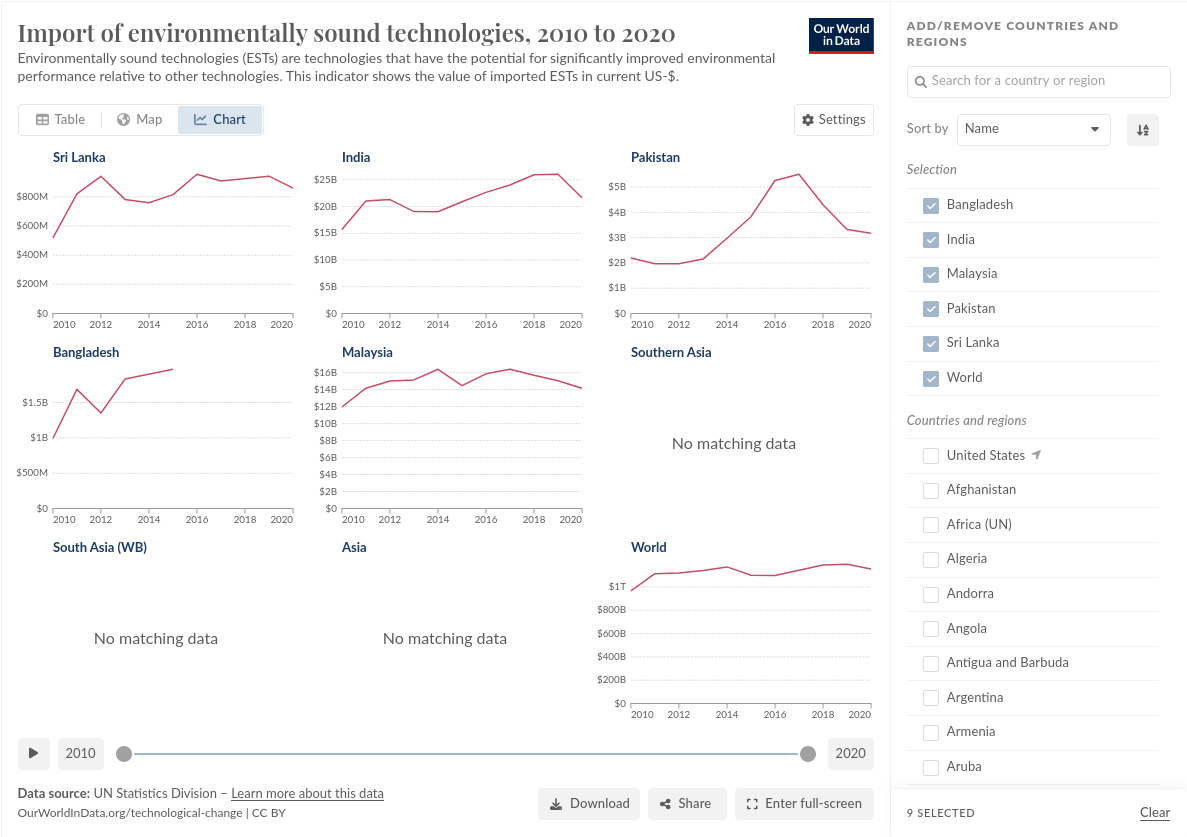 Import of environmentally sound technologies, 2010 to 2020
Environmentally sound technologies (ESTs) are technologies that have the potential for significantly improved environmental
performance relative to other technologies. This indicator shows the value of imported ESTs in current US-$.
Our World
in Data
Table
Map
Chart
Settings
Sri Lanka
$800M
$600M
$400M
$200M
$0
2010 2012 2014 2016 2018 2020
India
$25B
$20B
$15B
$10B
$5B
$0
2010 2012 2014 2016 2018 2020
Pakistan
$5B
$4B
$3B
$2B
$1B
$0
2010 2012 2014 2016 2018 2020
Bangladesh
$1.5B
$1B
$500M
$0
2010 2012 2014 2016 2018 2020
Malaysia
$16B
$14B
$12B
$10B
$8B
$6B
$4B
$2B
$0
2010 2012 2014 2016 2018 2020
Southern Asia
No matching data
South Asia (WB)
No matching data
Asia
No matching data
World
$1T
$800B
$600B
$400B
$200B
$0
2010 2012 2014 2016 2018 2020
2010
2020
Data source: UN Statistics Division – Learn more about this data
OurWorldInData.org/technological-change | CC BY
Download
Share
Enter full-screen
ADD/REMOVE COUNTRIES AND
REGIONS
Search for a country or region
Sort by
Name
Selection
Bangladesh
India
Malaysia
Pakistan
Sri Lanka
World
Countries and regions
United States
Afghanistan
Africa (UN)
Algeria
Andorra
Angola
Antigua and Barbuda
Argentina
Armenia
Aruba
9 SELECTED
Clear